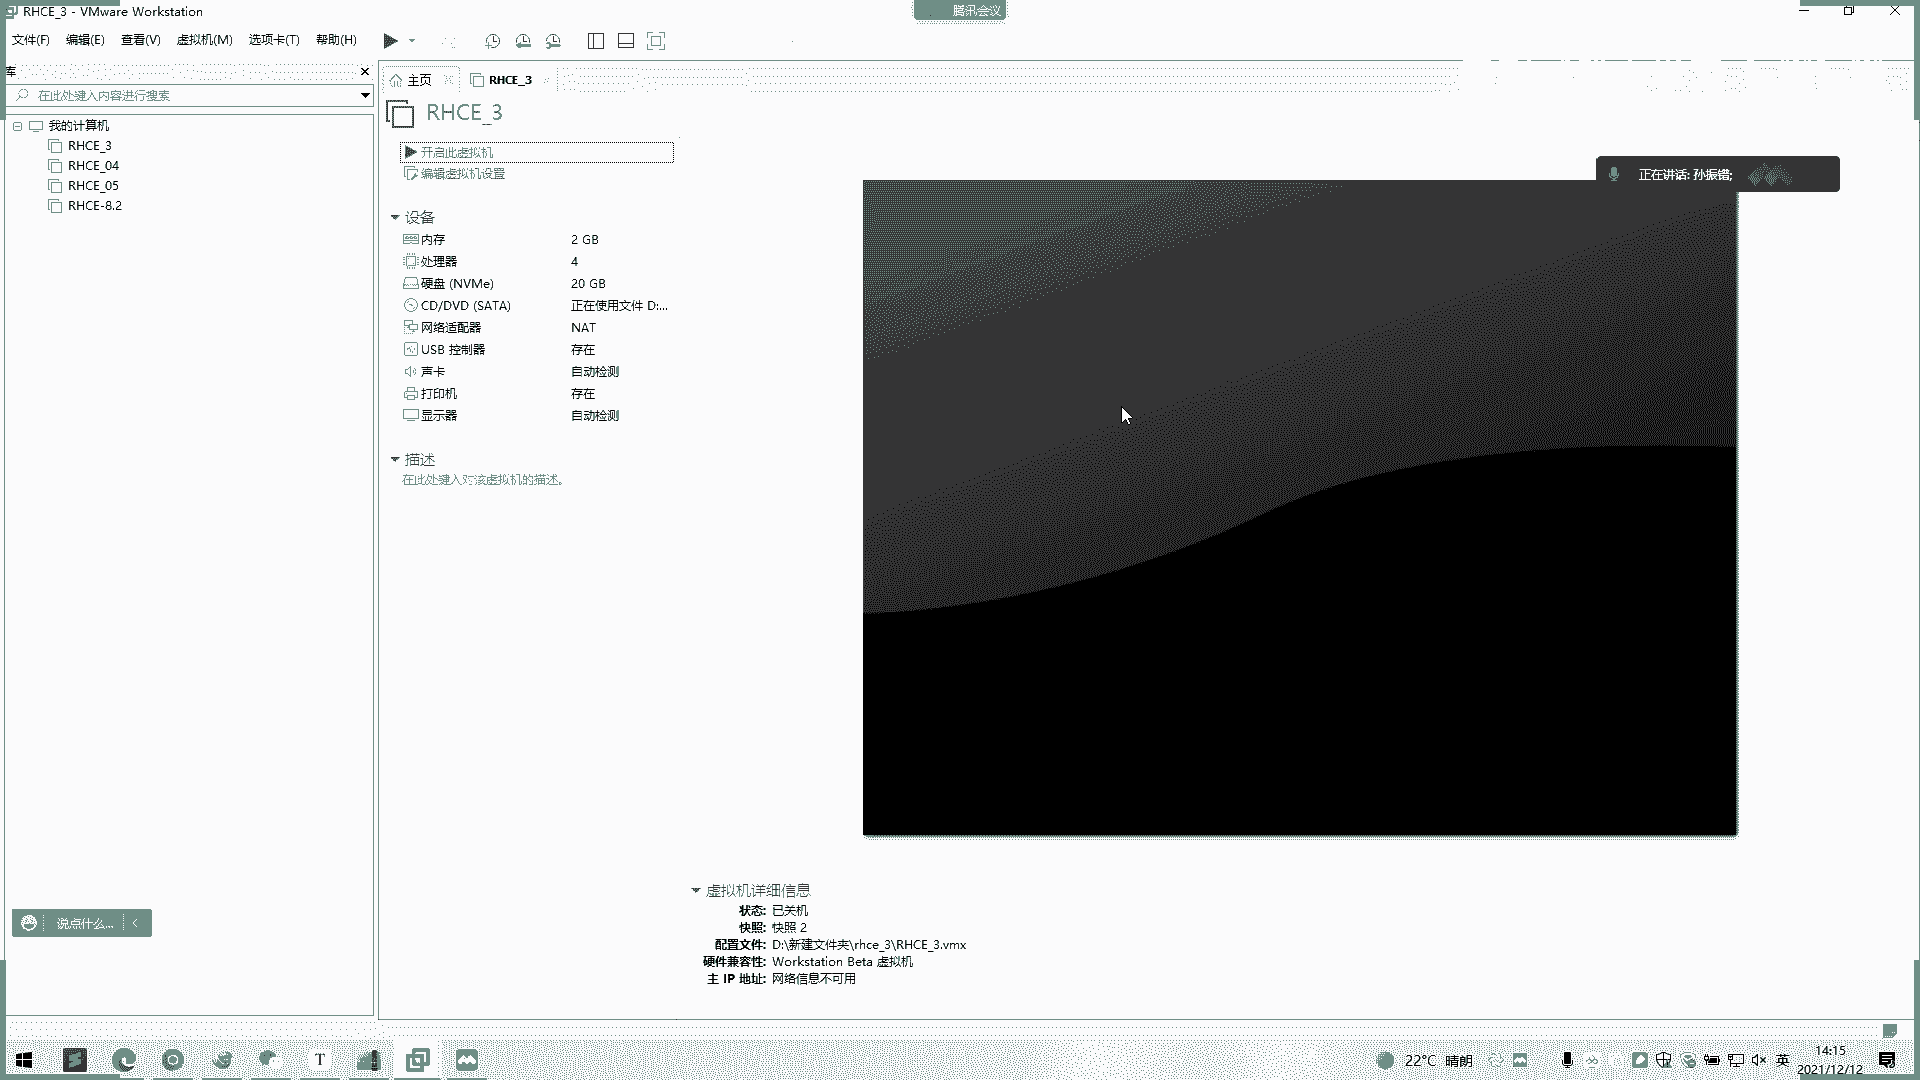 RHCE_3 - VMware Workstation
腾讯会议
文件(F) 编辑(E) 查看(V) 虚拟机(M) 选项卡(T) 帮助(H)
库
在此处键入内容进行搜索
我的计算机
RHCE_3
RHCE_04
RHCE_05
RHCE-8.2
主页
RHCE_3
RHCE_3
开启此虚拟机
编辑虚拟机设置
正在讲话: 孙振错;
设备
内存 2 GB
处理器 4
硬盘 (NVMe) 20 GB
CD/DVD (SATA) 正在使用文件 D:...
网络适配器 NAT
USB 控制器 存在
声卡 自动检测
打印机 存在
显示器 自动检测
描述
在此处键入对该虚拟机的描述。
虚拟机详细信息
状态: 已关机
快照: 快照 2
配置文件: D:\新建文件夹\rhce_3\RHCE_3.vmx
硬件兼容性: Workstation Beta 虚拟机
主 IP 地址: 网络信息不可用
说点什么...
T
22°C 晴朗
英
14:15
2021/12/12